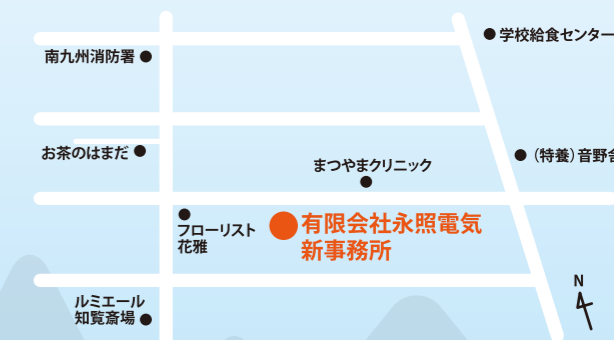 学校給食センター
南九州消防署
お茶のはまだ
(特養)音野舎
まつやまクリニック
フローリスト
花雅
有限会社永照電気
新事務所
ルミエール
知覧斎場
N